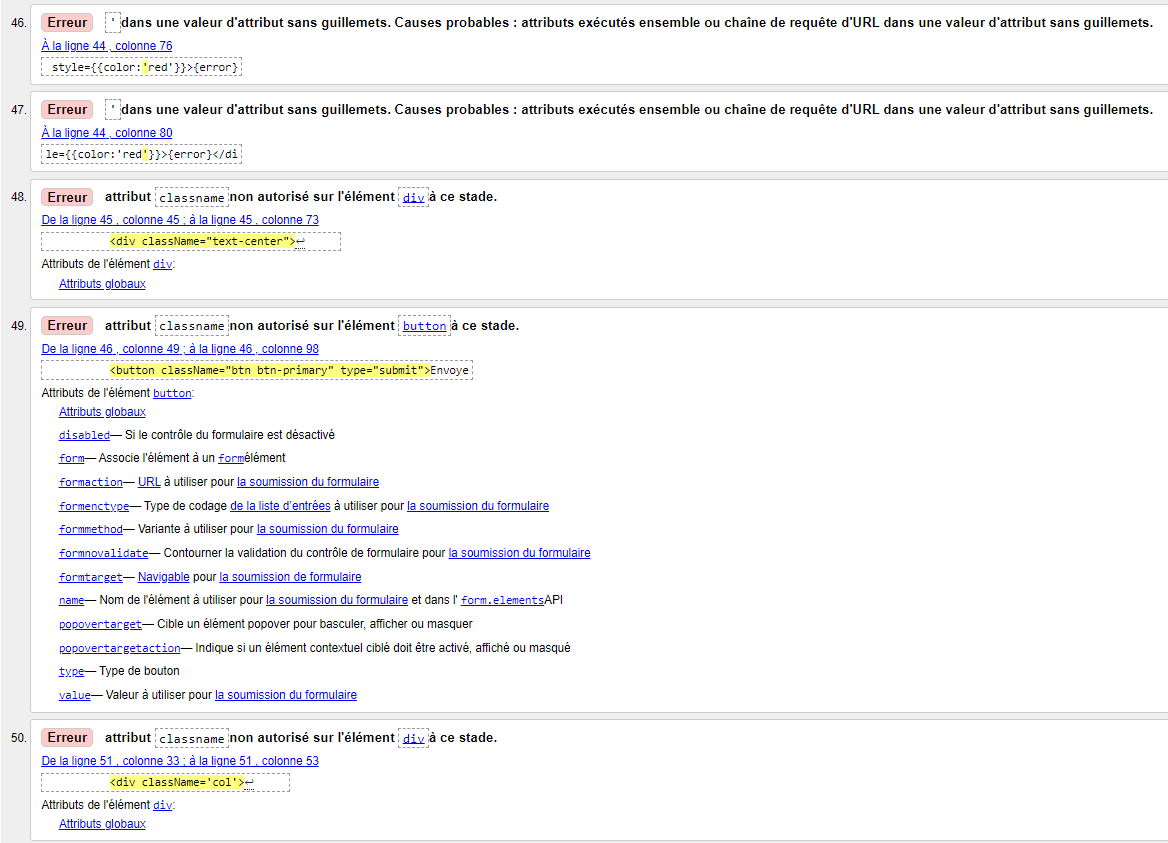 46. Erreur ' dans une valeur d'attribut sans guillemets. Causes probables : attributs exécutés ensemble ou chaîne de requête d'URL dans une valeur d'attribut sans guillemets.
À la ligne 44 , colonne 76
style={{color:'red'}}>{error}
47. Erreur ' dans une valeur d'attribut sans guillemets. Causes probables : attributs exécutés ensemble ou chaîne de requête d'URL dans une valeur d'attribut sans guillemets.
À la ligne 44 , colonne 80
le={{color:'red'}}>{error}</di
48. Erreur attribut classname non autorisé sur l'élément div à ce stade.
De la ligne 45 , colonne 45 ; à la ligne 45 , colonne 73
<div className="text-center">↩
Attributs de l'élément div:
Attributs globaux
49. Erreur attribut classname non autorisé sur l'élément button à ce stade.
De la ligne 46 , colonne 49 ; à la ligne 46 , colonne 98
<button className="btn btn-primary" type="submit">Envoye
Attributs de l'élément button:
Attributs globaux
disabled— Si le contrôle du formulaire est désactivé
form— Associe l'élément à un formélément
formaction— URL à utiliser pour la soumission du formulaire
formenctype— Type de codage de la liste d'entrées à utiliser pour la soumission du formulaire
formmethod— Variante à utiliser pour la soumission du formulaire
formnovalidate— Contourner la validation du contrôle de formulaire pour la soumission du formulaire
formtarget— Navigable pour la soumission de formulaire
name— Nom de l'élément à utiliser pour la soumission du formulaire et dans l' form.elementsAPI
popovertarget— Cible un élément popover pour basculer, afficher ou masquer
popovertargetaction— Indique si un élément contextuel ciblé doit être activé, affiché ou masqué
type— Type de bouton
value— Valeur à utiliser pour la soumission du formulaire
50. Erreur attribut classname non autorisé sur l'élément div à ce stade.
De la ligne 51 , colonne 33 ; à la ligne 51 , colonne 53
<div className='col'>↩
Attributs de l'élément div:
Attributs globaux